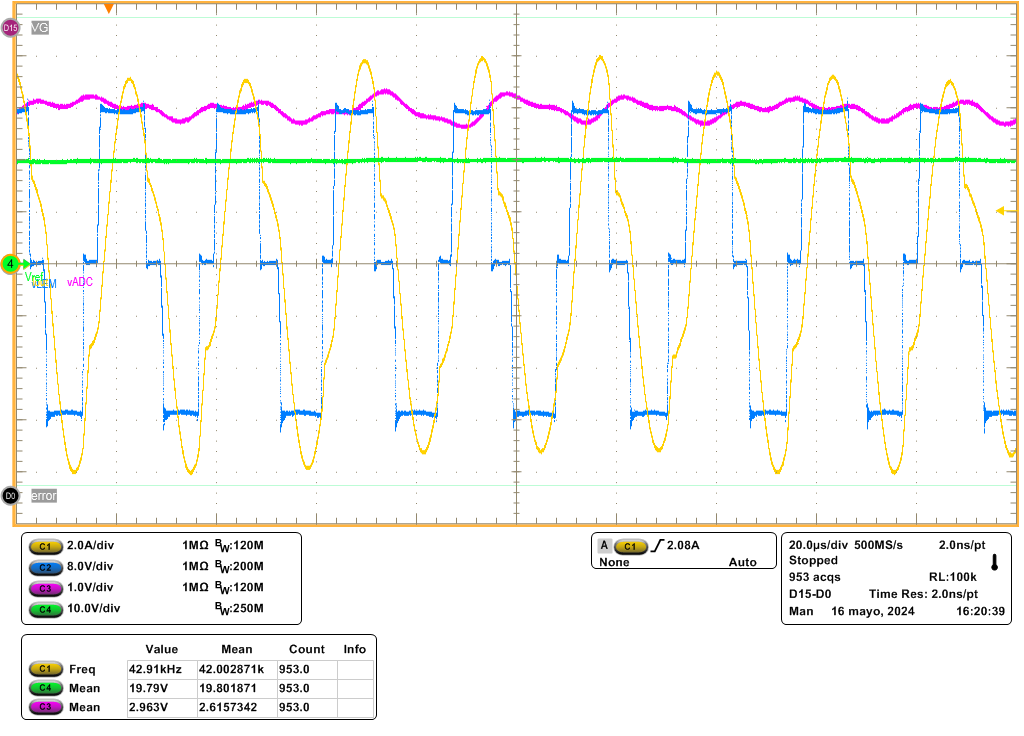 D15 VG
4
Vref
vADC
D0 error
C1 2.0A/div 1MΩ BW:120M
C2 8.0V/div 1MΩ BW:200M
C3 1.0V/div 1MΩ BW:120M
C4 10.0V/div BW:250M
A C1 2.08A
None Auto
20.0µs/div 500MS/s 2.0ns/pt
Stopped
953 acqs RL:100k
D15-D0 Time Res: 2.0ns/pt
Man 16 mayo, 2024 16:20:39
Value Mean Count Info
C1 Freq 42.91kHz 42.002871k 953.0
C4 Mean 19.79V 19.801871 953.0
C3 Mean 2.963V 2.6157342 953.0